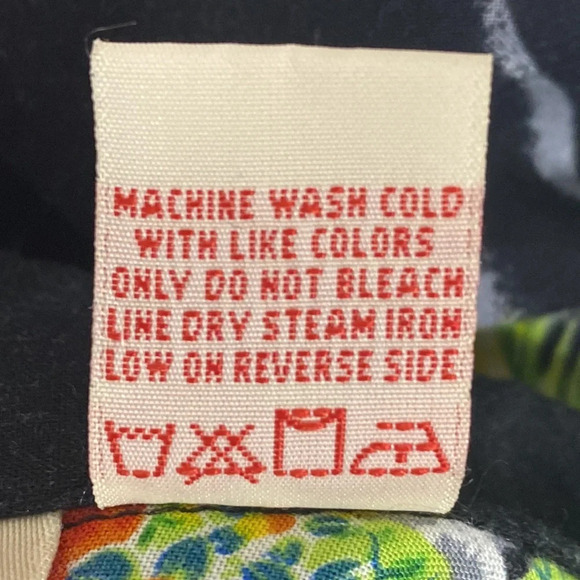 MACHINE WASH COLD
WITH LIKE COLORS
ONLY DO NOT BLEACH
LINE DRY STEAM IRON
LOW ON REVERSE SIDE